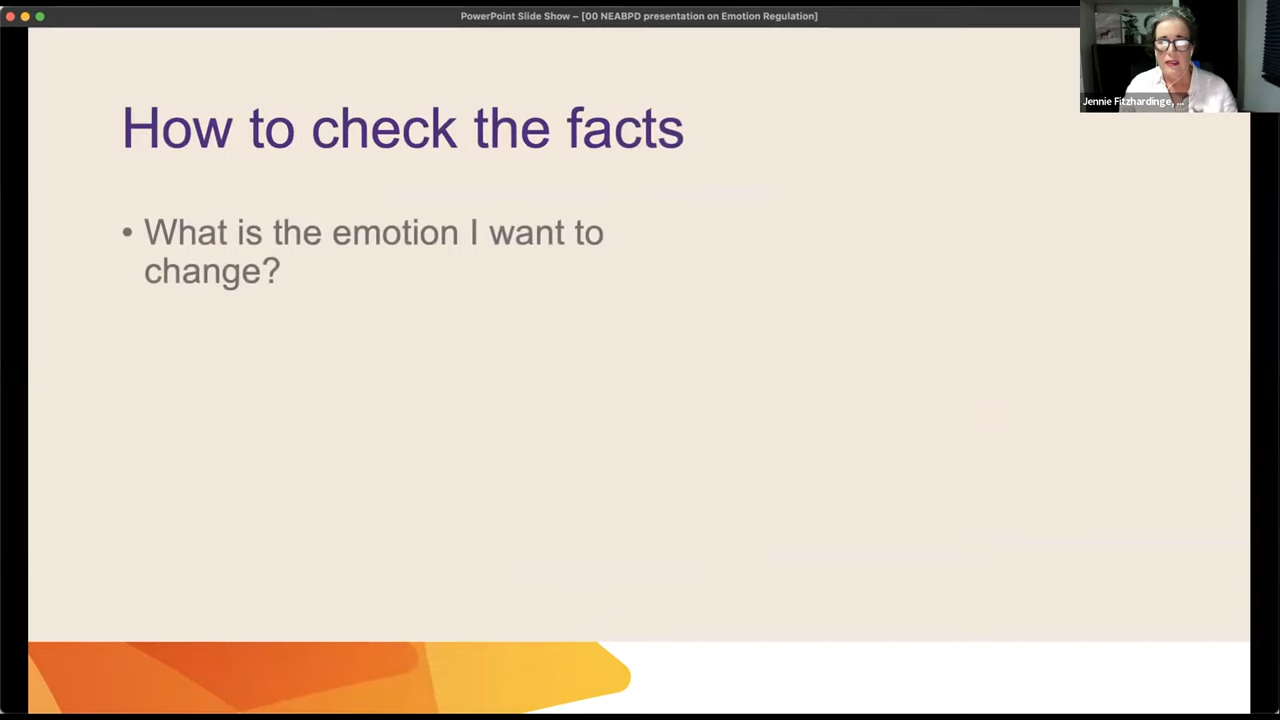 PowerPoint Slide Show – [00 NEABPD presentation on Emotion Regulation]
Jennie Fitzhardinge, ...
How to check the facts
• What is the emotion I want to
change?